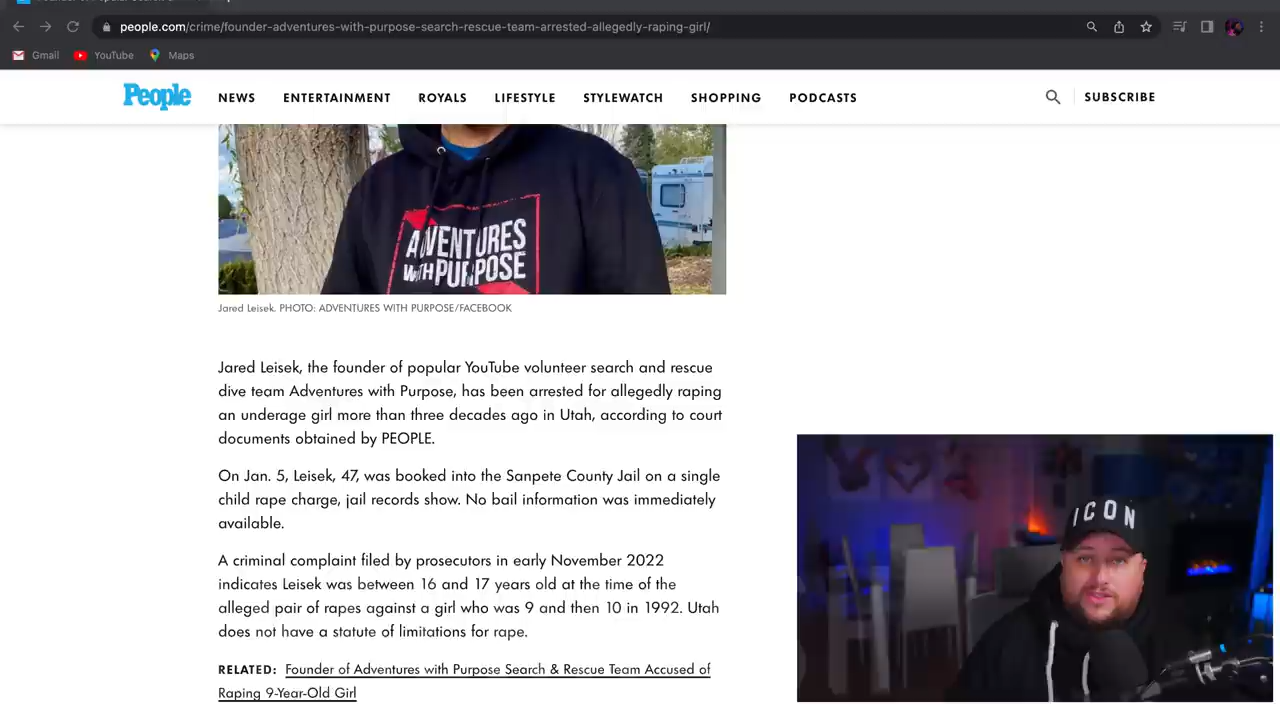 people.com/crime/founder-adventures-with-purpose-search-rescue-team-arrested-allegedly-raping-girl/
Gmail YouTube Maps
People NEWS ENTERTAINMENT ROYALS LIFESTYLE STYLEWATCH SHOPPING PODCASTS SUBSCRIBE
ADVENTURES
WITH PURPOSE
Jared Leisek. PHOTO: ADVENTURES WITH PURPOSE/FACEBOOK
Jared Leisek, the founder of popular YouTube volunteer search and rescue
dive team Adventures with Purpose, has been arrested for allegedly raping
an underage girl more than three decades ago in Utah, according to court
documents obtained by PEOPLE.
On Jan. 5, Leisek, 47, was booked into the Sanpete County Jail on a single
child rape charge, jail records show. No bail information was immediately
available.
A criminal complaint filed by prosecutors in early November 2022
indicates Leisek was between 16 and 17 years old at the time of the
alleged pair of rapes against a girl who was 9 and then 10 in 1992. Utah
does not have a statute of limitations for rape.
RELATED: Founder of Adventures with Purpose Search & Rescue Team Accused of
Raping 9-Year-Old Girl
ICON